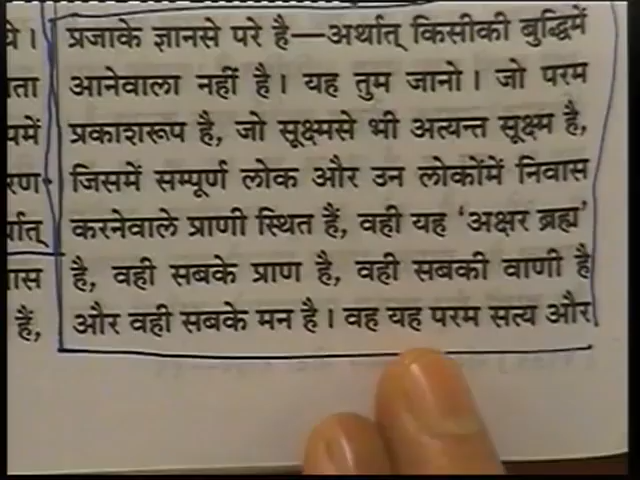 थे। प्रजाके ज्ञानसे परे है—अर्थात् किसीकी बुद्धिमें
ता आनेवाला नहीं है। यह तुम जानो। जो परम
में प्रकाशरूप है, जो सूक्ष्मसे भी अत्यन्त सूक्ष्म है,
रण जिसमें सम्पूर्ण लोक और उन लोकोंमें निवास
र्थात् करनेवाले प्राणी स्थित हैं, वही यह ‘अक्षर ब्रह्म’
ास है, वही सबके प्राण है, वही सबकी वाणी है
हैं, और वही सबके मन है। वह यह परम सत्य और